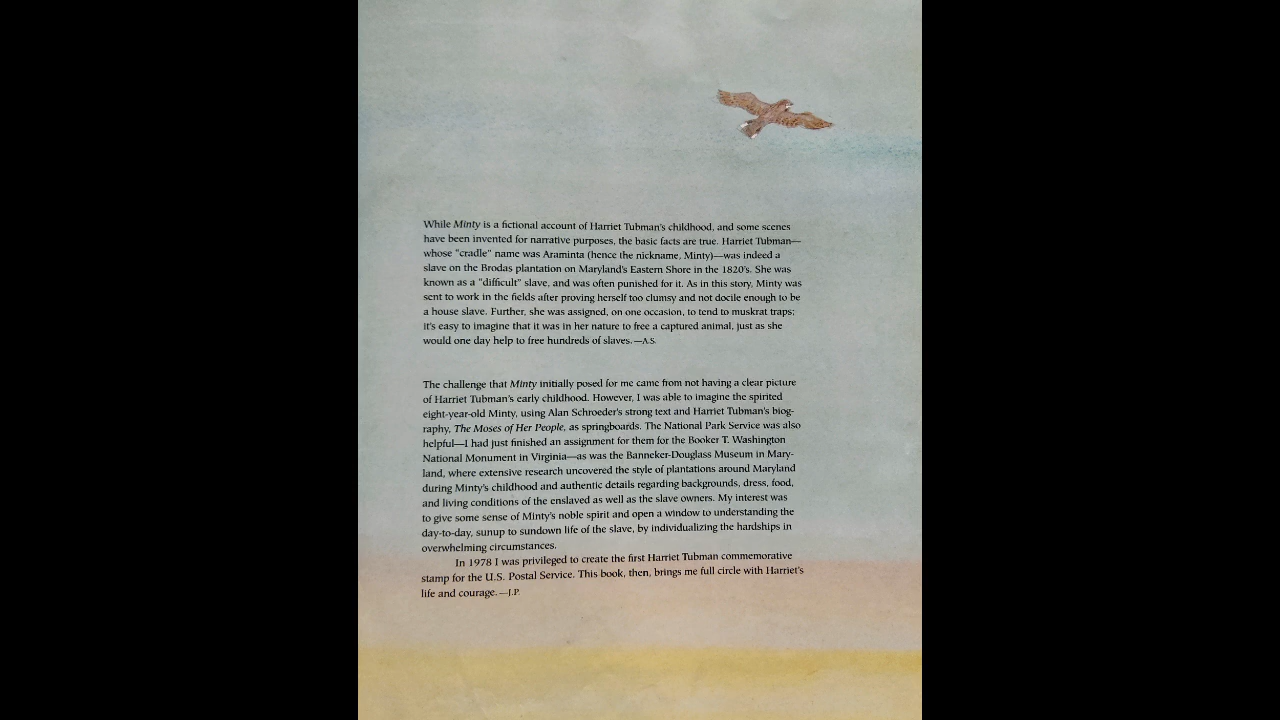 While Minty is a fictional account of Harriet Tubman's childhood, and some scenes
have been invented for narrative purposes, the basic facts are true. Harriet Tubman—
whose "cradle" name was Araminta (hence the nickname, Minty)—was indeed a
slave on the Brodas plantation on Maryland's Eastern Shore in the 1820's. She was
known as a "difficult" slave, and was often punished for it. As in this story, Minty was
sent to work in the fields after proving herself too clumsy and not docile enough to be
a house slave. Further, she was assigned, on one occasion, to tend to muskrat traps;
it's easy to imagine that it was in her nature to free a captured animal, just as she
would one day help to free hundreds of slaves.—A.S.
The challenge that Minty initially posed for me came from not having a clear picture
of Harriet Tubman's early childhood. However, I was able to imagine the spirited
eight-year-old Minty, using Alan Schroeder's strong text and Harriet Tubman's biog-
raphy, The Moses of Her People, as springboards. The National Park Service was also
helpful—I had just finished an assignment for them for the Booker T. Washington
National Monument in Virginia—as was the Banneker-Douglass Museum in Mary-
land, where extensive research uncovered the style of plantations around Maryland
during Minty's childhood and authentic details regarding backgrounds, dress, food,
and living conditions of the enslaved as well as the slave owners. My interest was
to give some sense of Minty's noble spirit and open a window to understanding the
day-to-day, sunup to sundown life of the slave, by individualizing the hardships in
overwhelming circumstances.
In 1978 I was privileged to create the first Harriet Tubman commemorative
stamp for the U.S. Postal Service. This book, then, brings me full circle with Harriet's
life and courage.—J.P.